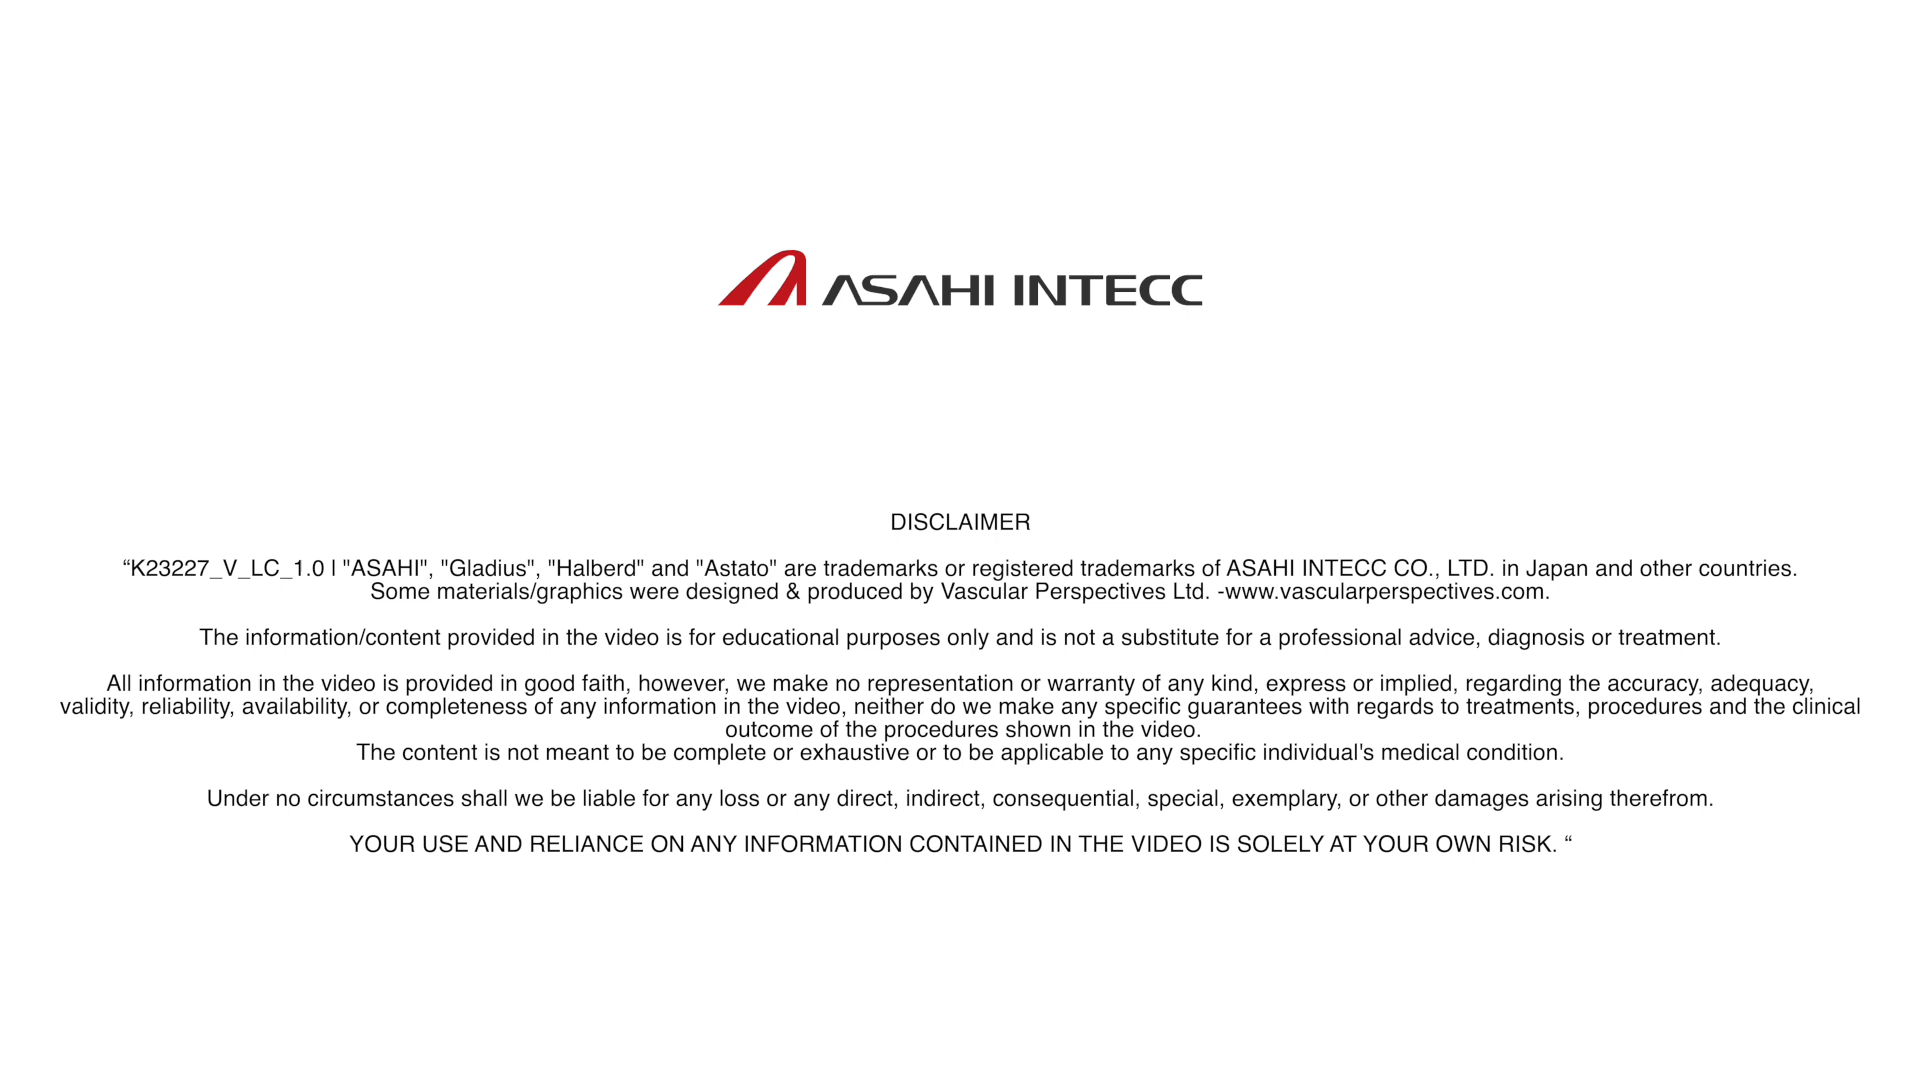 ASAHI INTECC
DISCLAIMER
“K23227_V_LC_1.0 | "ASAHI", "Gladius", "Halberd" and "Astato" are trademarks or registered trademarks of ASAHI INTECC CO., LTD. in Japan and other countries.
Some materials/graphics were designed & produced by Vascular Perspectives Ltd. -www.vascularperspectives.com.
The information/content provided in the video is for educational purposes only and is not a substitute for a professional advice, diagnosis or treatment.
All information in the video is provided in good faith, however, we make no representation or warranty of any kind, express or implied, regarding the accuracy, adequacy,
validity, reliability, availability, or completeness of any information in the video, neither do we make any specific guarantees with regards to treatments, procedures and the clinical
outcome of the procedures shown in the video.
The content is not meant to be complete or exhaustive or to be applicable to any specific individual's medical condition.
Under no circumstances shall we be liable for any loss or any direct, indirect, consequential, special, exemplary, or other damages arising therefrom.
YOUR USE AND RELIANCE ON ANY INFORMATION CONTAINED IN THE VIDEO IS SOLELY AT YOUR OWN RISK. “